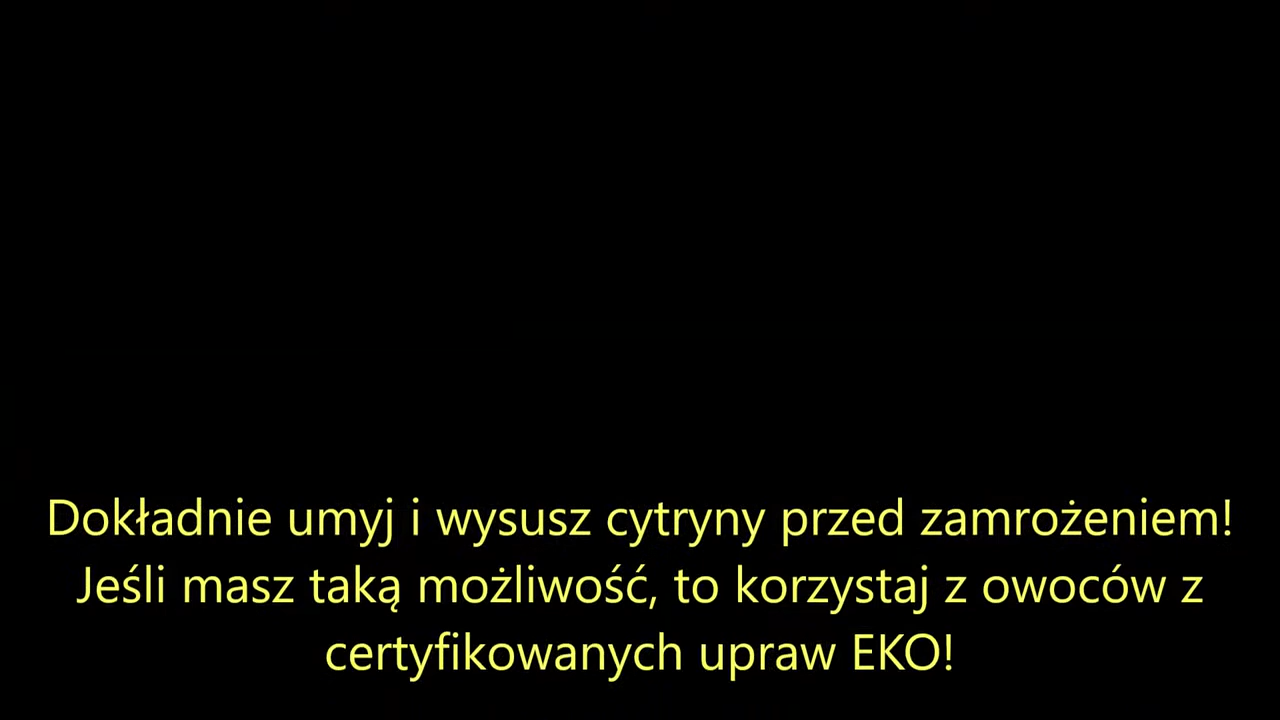 Dokładnie umyj i wysusz cytryny przed zamrożeniem!
Jeśli masz taką możliwość, to korzystaj z owoców z
certyfikowanych upraw EKO!